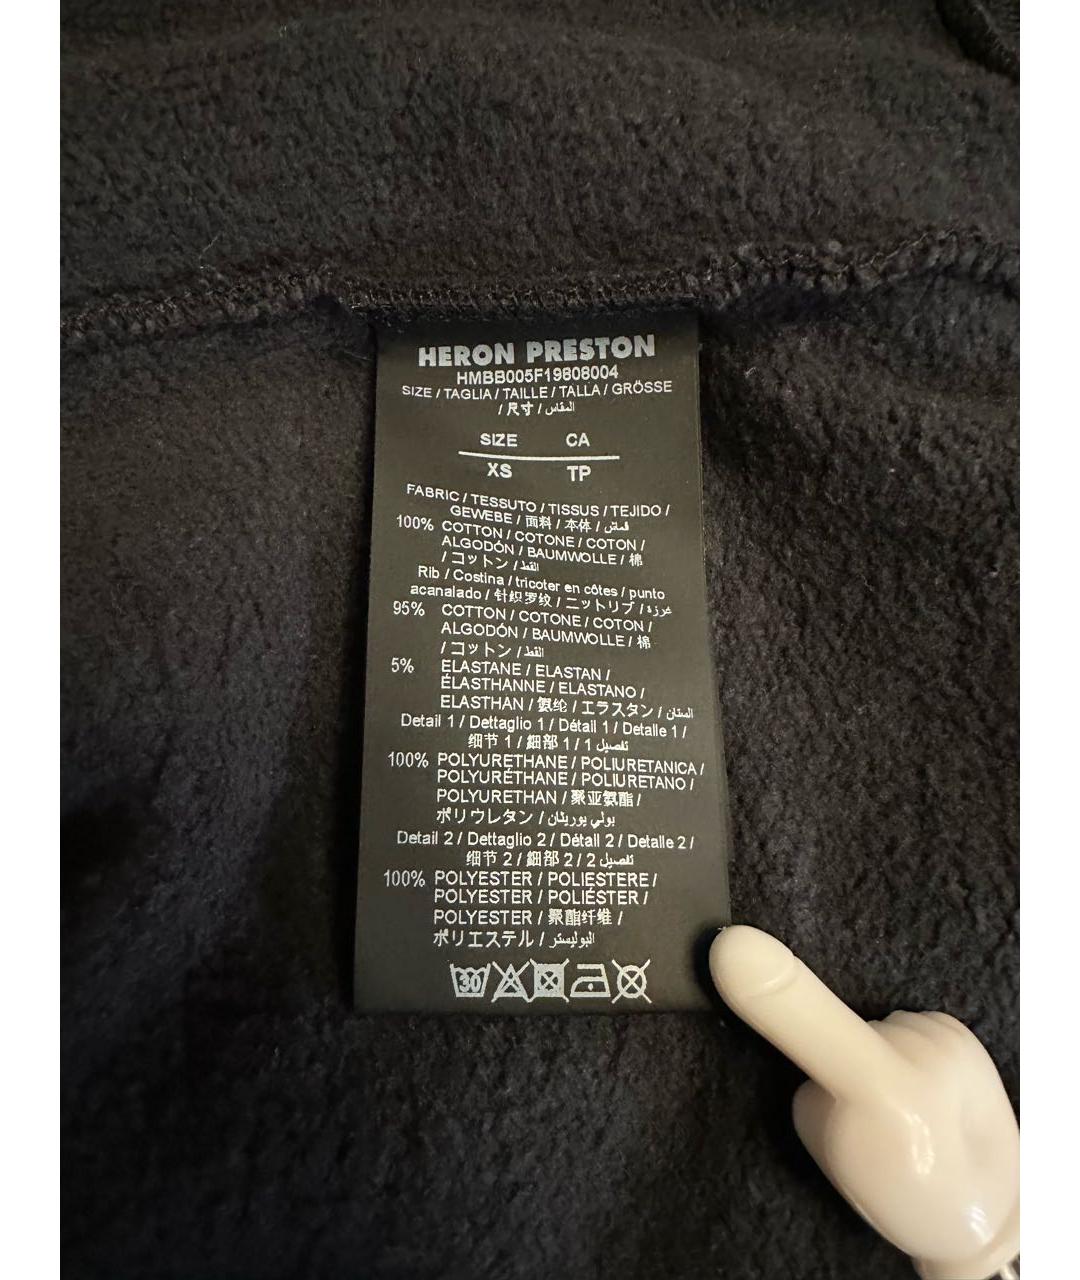 HERON PRESTON
HMBB005F19808004
SIZE / TAGLIA / TAILLE / TALLA / GRÖSSE
/ 尺寸 / المقاس
SIZE CA
XS TP
FABRIC / TESSUTO / TISSUS / TEJIDO /
GEWEBE / 面料 / 本体 / قماش
100% COTTON / COTONE / COTON /
ALGODÓN / BAUMWOLLE / 棉
/ コットン / القط
Rib / Costina / tricoter en côtes / punto
acanalado / 针织罗纹 / ニットリブ / غرزة
95% COTTON / COTONE / COTON /
ALGODÓN / BAUMWOLLE / 棉
/ コットン / القط
5% ELASTANE / ELASTAN /
ÉLASTHANNE / ELASTANO /
ELASTHAN / 氨纶 / エラスタン / الستان
Detail 1 / Dettaglio 1 / Détail 1 / Detalle 1 /
细节 1 / 細部 1 / 1 تفصيل
100% POLYURETHANE / POLIURETANICA /
POLYURÉTHANE / POLIURETANO /
POLYURETHAN / 聚亚氨酯 /
ポリウレタン / بولي يوريثان
Detail 2 / Dettaglio 2 / Détail 2 / Detalle 2 /
细节 2 / 細部 2 / 2 تفصيل
100% POLYESTER / POLIESTERE /
POLYESTER / POLIÉSTER /
POLYESTER / 聚酯纤维 /
ポリエステル / البوليستر
30